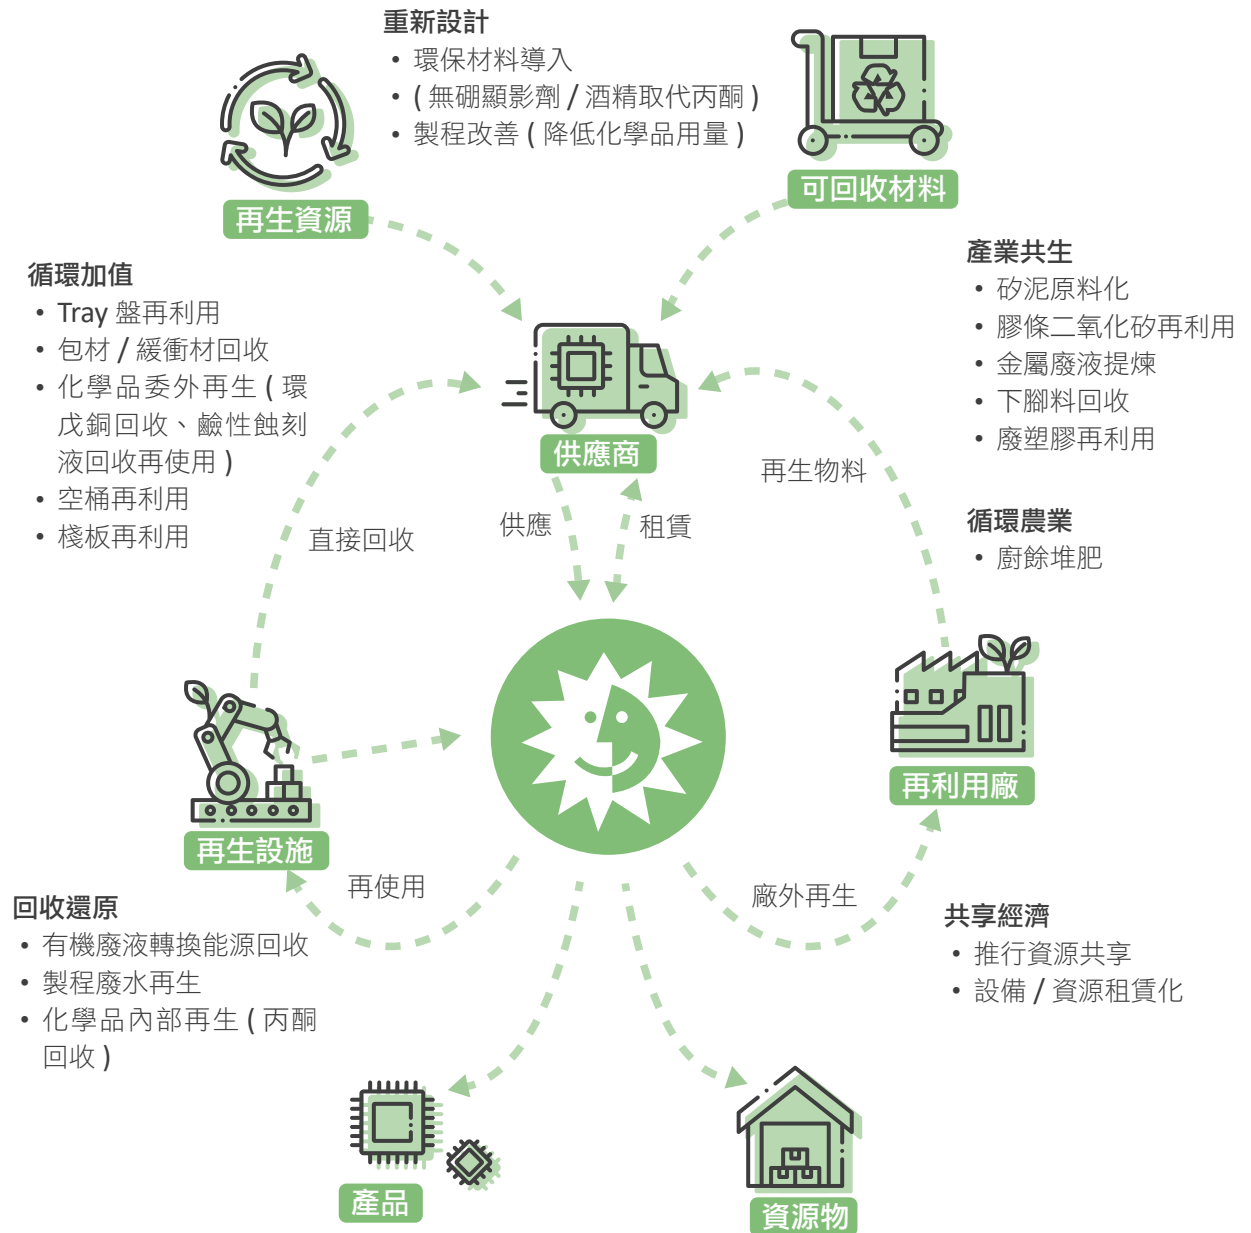 重新設計
• 環保材料導入
• ( 無硼顯影劑 / 酒精取代丙酮 )
• 製程改善 ( 降低化學品用量 )
再生資源
可回收材料
循環加值
• Tray 盤再利用
• 包材 / 緩衝材回收
• 化學品委外再生 ( 環
戊銅回收、鹼性蝕刻
液回收再使用 )
• 空桶再利用
• 棧板再利用
產業共生
• 矽泥原料化
• 膠條二氧化矽再利用
• 金屬廢液提煉
• 下腳料回收
• 廢塑膠再利用
供應商
再生物料
供應
租賃
直接回收
循環農業
• 廚餘堆肥
再生設施
再利用廠
再使用
廠外再生
回收還原
• 有機廢液轉換能源回收
• 製程廢水再生
• 化學品內部再生 ( 丙酮
回收 )
共享經濟
• 推行資源共享
• 設備 / 資源租賃化
產品
資源物